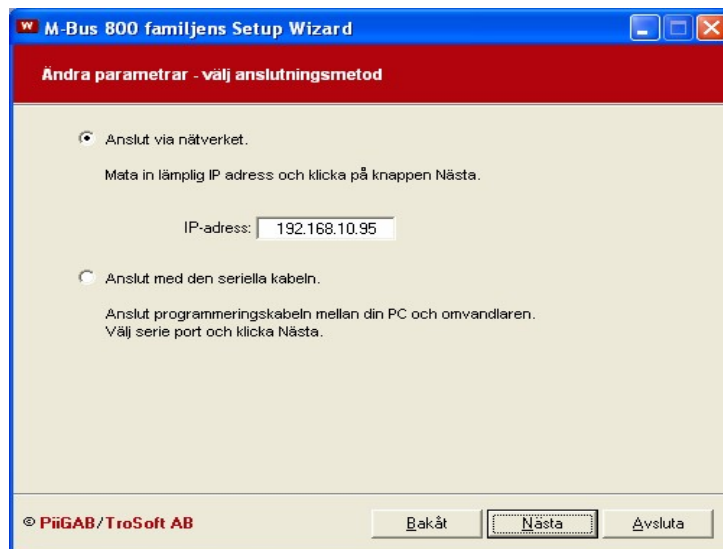 M-Bus 800 familjens Setup Wizard
Ändra parametrar - välj anslutningsmetod
Anslut via nätverket.
Mata in lämplig IP adress och klicka på knappen Nästa.
IP-adress: 192.168.10.95
Anslut med den seriella kabeln.
Anslut programmeringskabeln mellan din PC och omvandlaren.
Välj serie port och klicka Nästa.
© PiiGAB/TroSoft AB
Bakåt
Nästa
Avsluta